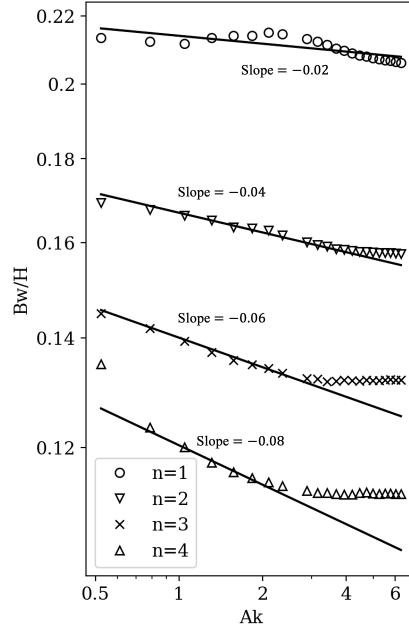 0.22
Slope = −0.02
0.2
0.18
Slope = −0.04
0.16
Bw/H
Slope = −0.06
0.14
Slope = −0.08
0.12
n=1
n=2
n=3
n=4
0.5 1 2 4 6
Ak